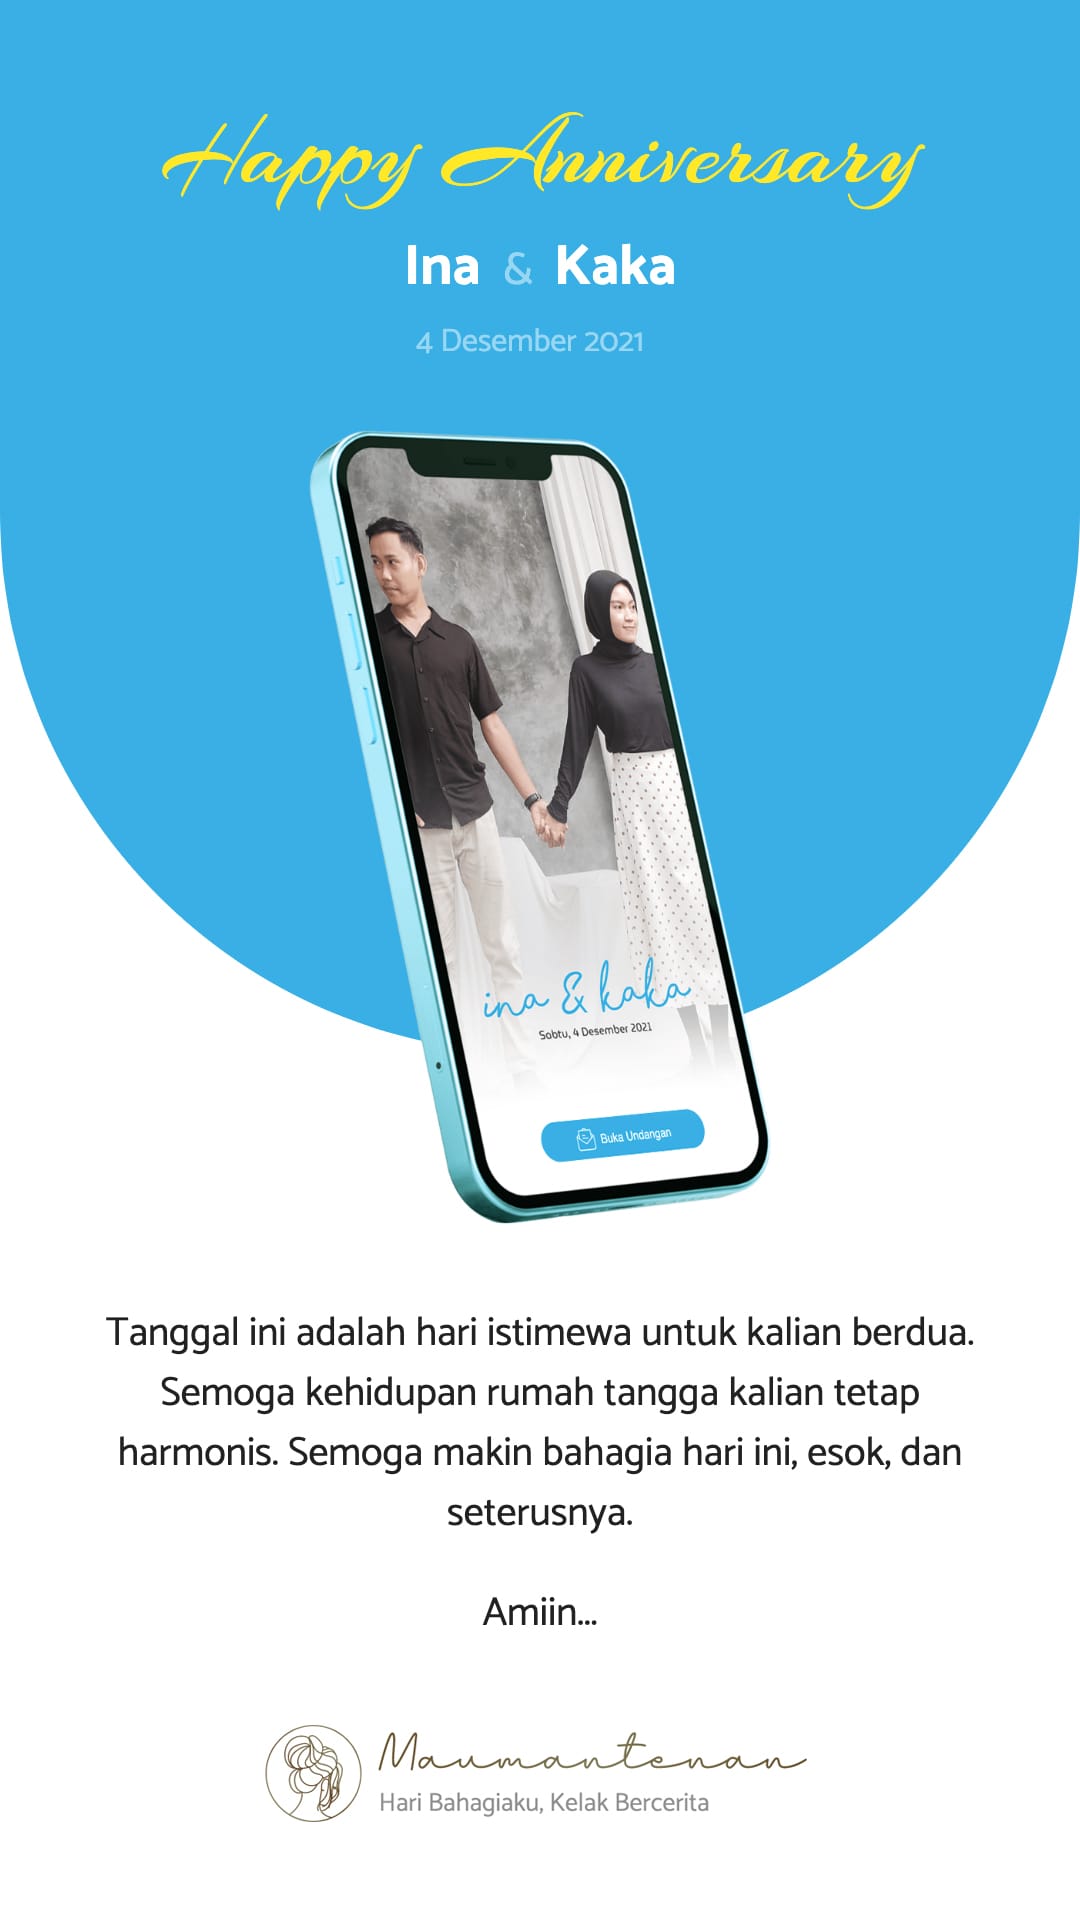 Happy Anniversary
Ina & Kaka
4 Desember 2021
ina & kaka
Sabtu, 4 Desember 2021
Buka Undangan
Tanggal ini adalah hari istimewa untuk kalian berdua.
Semoga kehidupan rumah tangga kalian tetap
harmonis. Semoga makin bahagia hari ini, esok, dan
seterusnya.
Amiin...
Maumantenan
Hari Bahagiaku, Kelak Bercerita